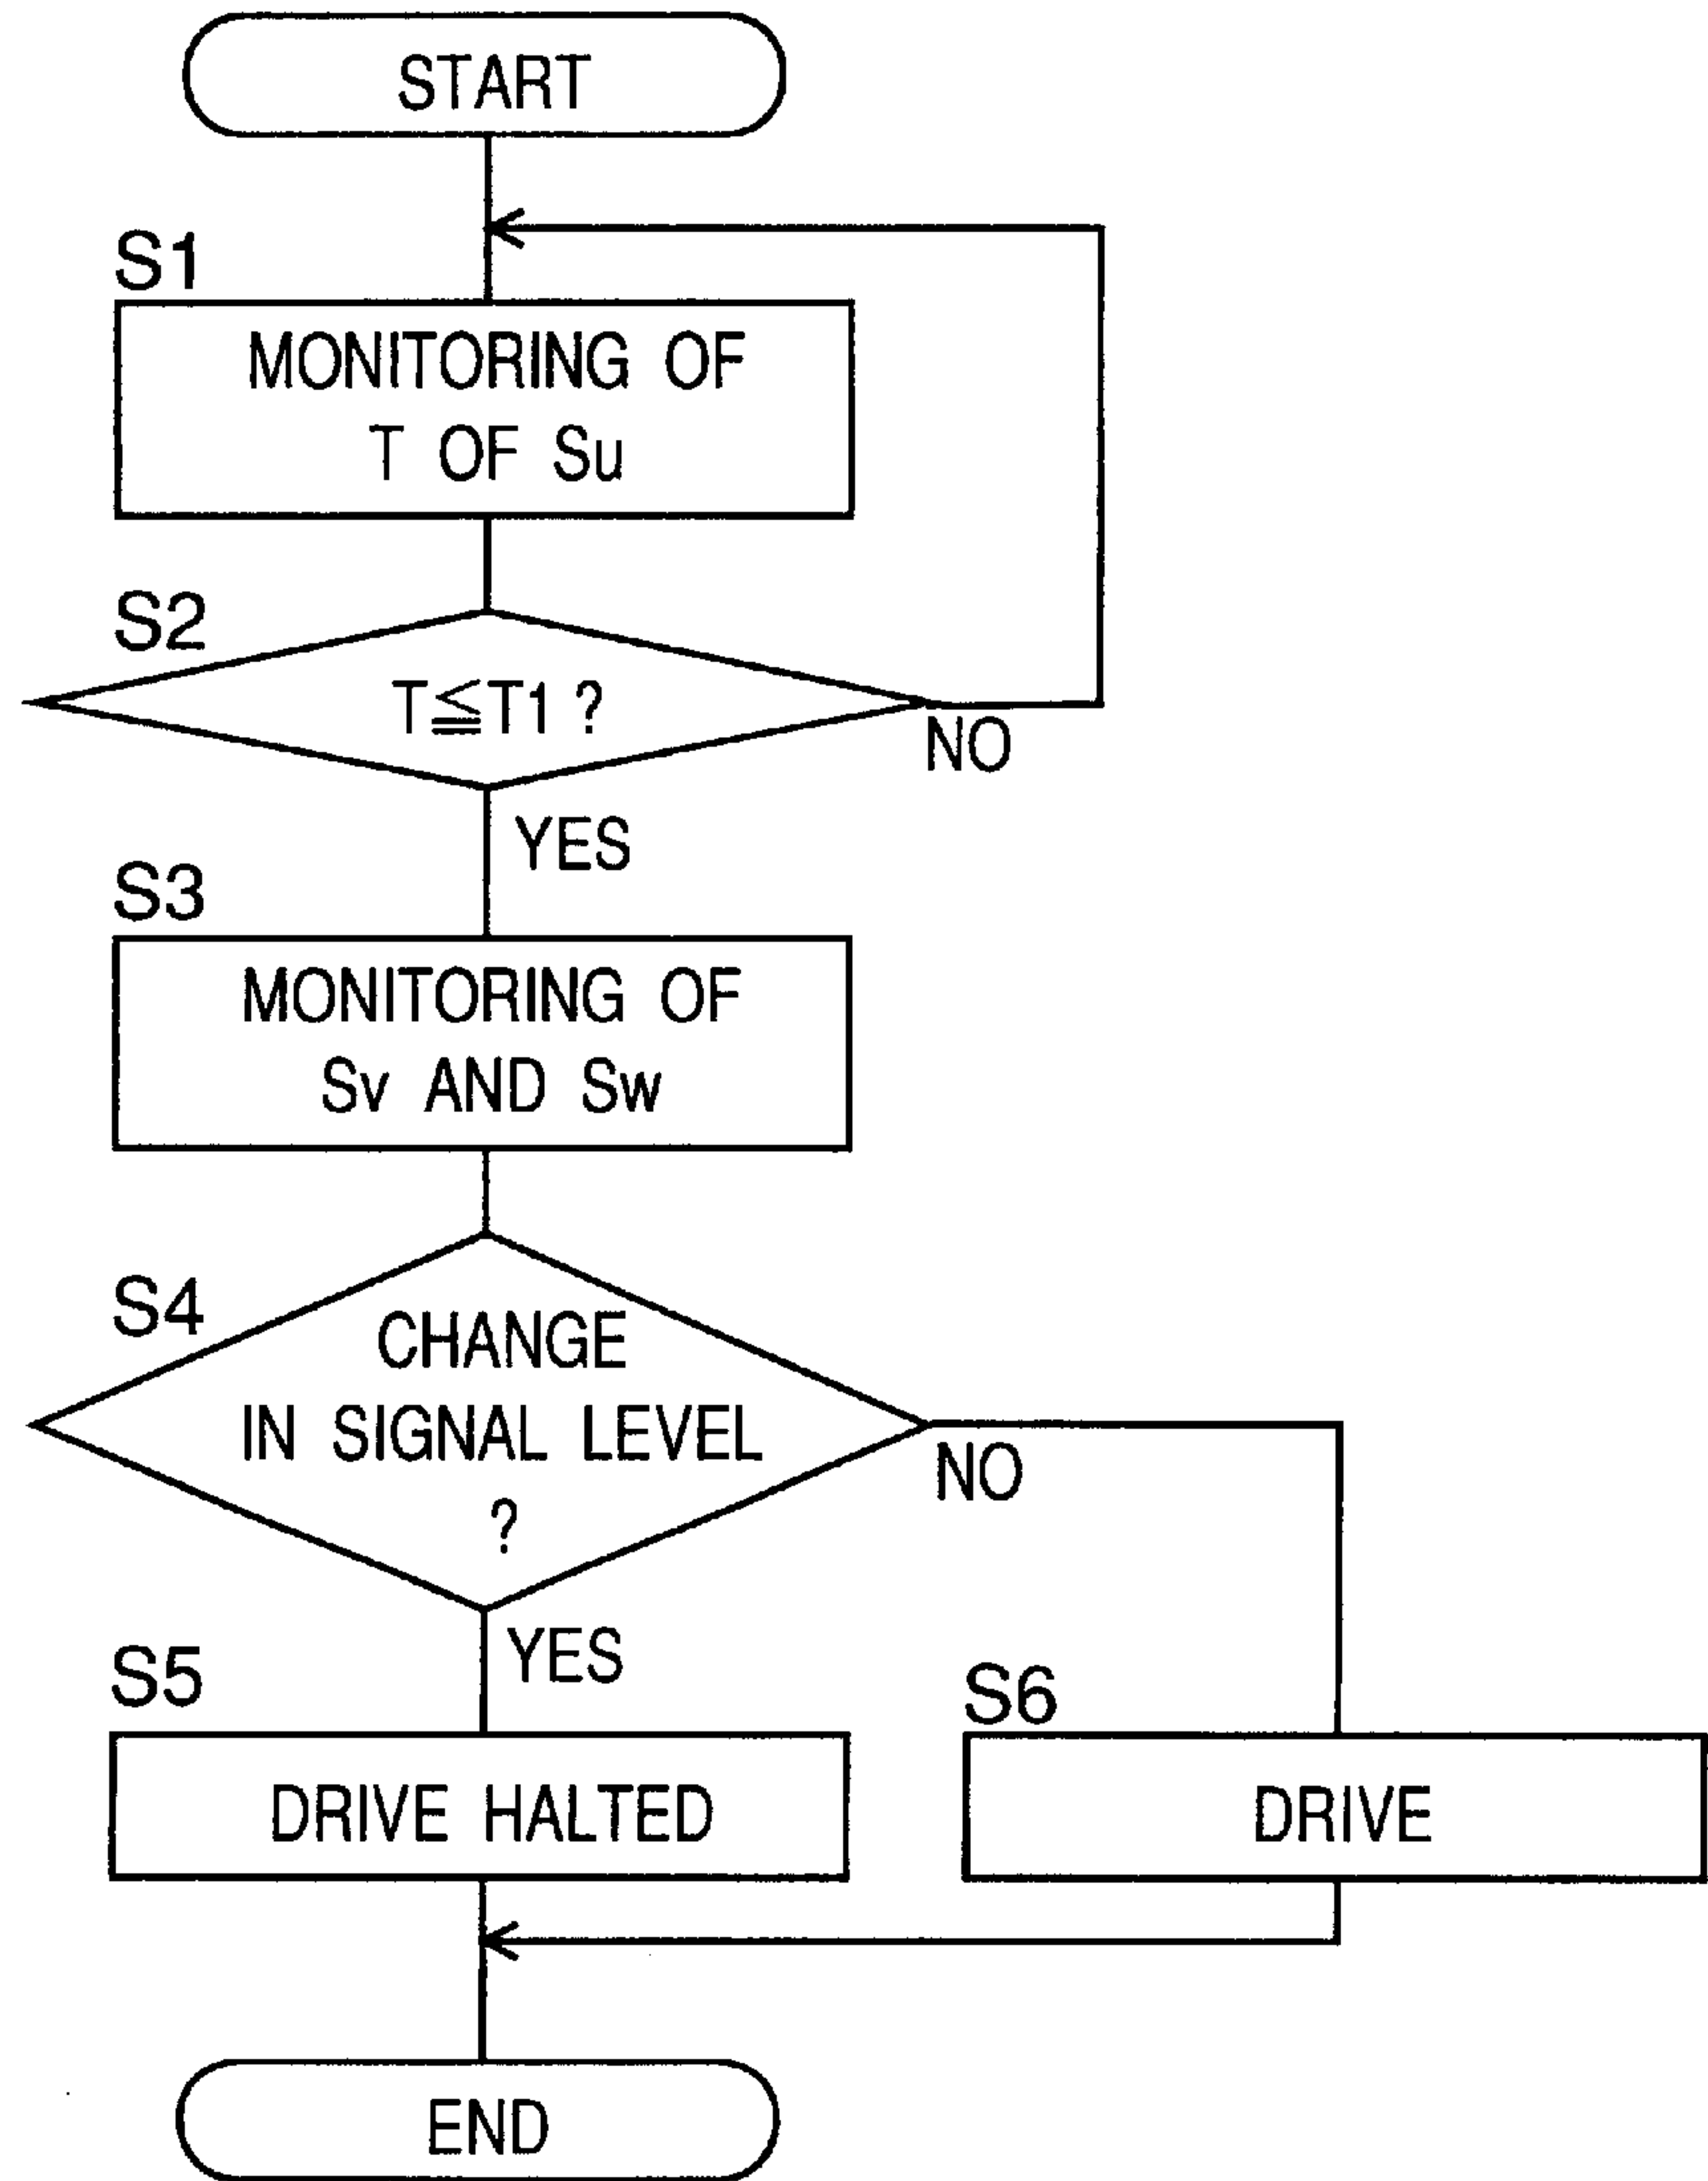 START
S1
MONITORING OF
T OF Su
S2
T≦T1 ?
NO
YES
S3
MONITORING OF
Sv AND Sw
S4
CHANGE
IN SIGNAL LEVEL
?
NO
YES
S5
DRIVE HALTED
S6
DRIVE
END